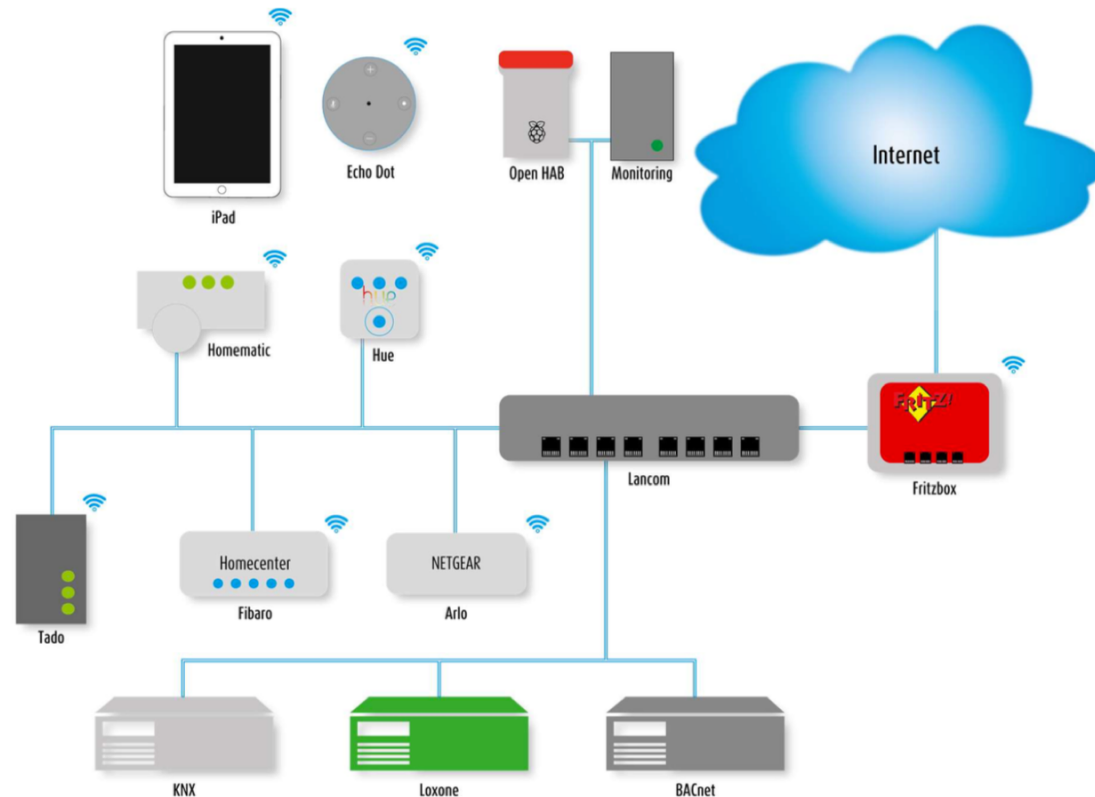 iPad
Echo Dot
Open HAB
Monitoring
Internet
Homematic
hue
Hue
Lancom
FRITZ!
Fritzbox
Tado
Homecenter
Fibaro
NETGEAR
Arlo
KNX
Loxone
BACnet